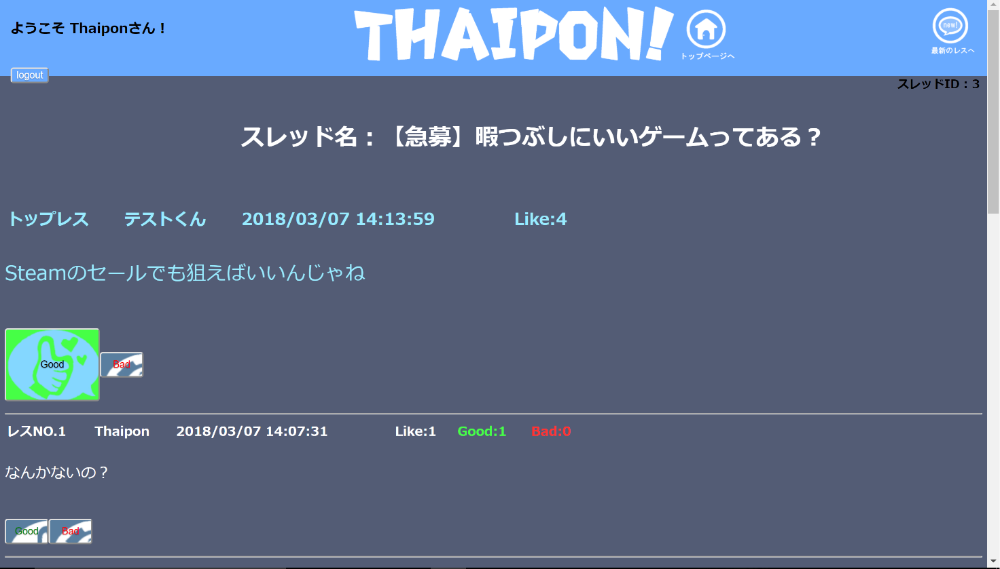 ようこそ Thaiponさん！
THAIPON!
トップページへ
new!
最新のレスへ
logout
スレッドID：3
スレッド名：【急募】暇つぶしにいいゲームってある？
トップレス テストくん 2018/03/07 14:13:59 Like:4
Steamのセールでも狙えばいいんじゃね
Good Bad
レスNO.1 Thaipon 2018/03/07 14:07:31 Like:1 Good:1 Bad:0
なんかないの？
Good Bad